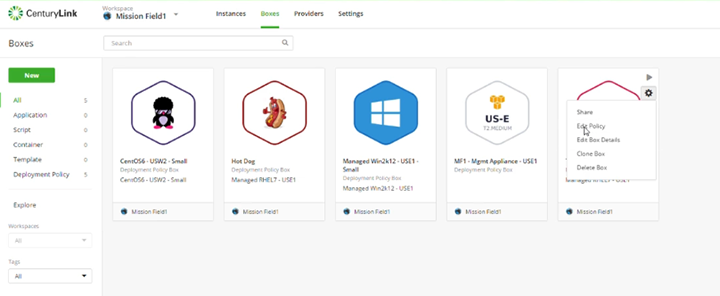 CenturyLink
Workspace
Mission Field1
Instances
Boxes
Providers
Settings
Boxes
Search
New
All 5
Application 0
Script 0
Container 0
Template 0
Deployment Policy 5
Explore
Workspaces
All
Tags
All
CentOS6 - USW2 - Small
Deployment Policy Box
CentOS6 - USW2 - Small
Mission Field1
Hot Dog
Deployment Policy Box
Managed RHEL7 - USE1
Mission Field1
Managed Win2k12 - USE1 -
Small
Deployment Policy Box
Managed Win2k12 - USE1
Mission Field1
US-E
T2.MEDIUM
MF1 - Mgmt Appliance - USE1
Deployment Policy Box
Mission Field1
Share
Edit Policy
Edit Box Details
Clone Box
Delete Box
Managed RHEL7 - USE1
Mission Field1